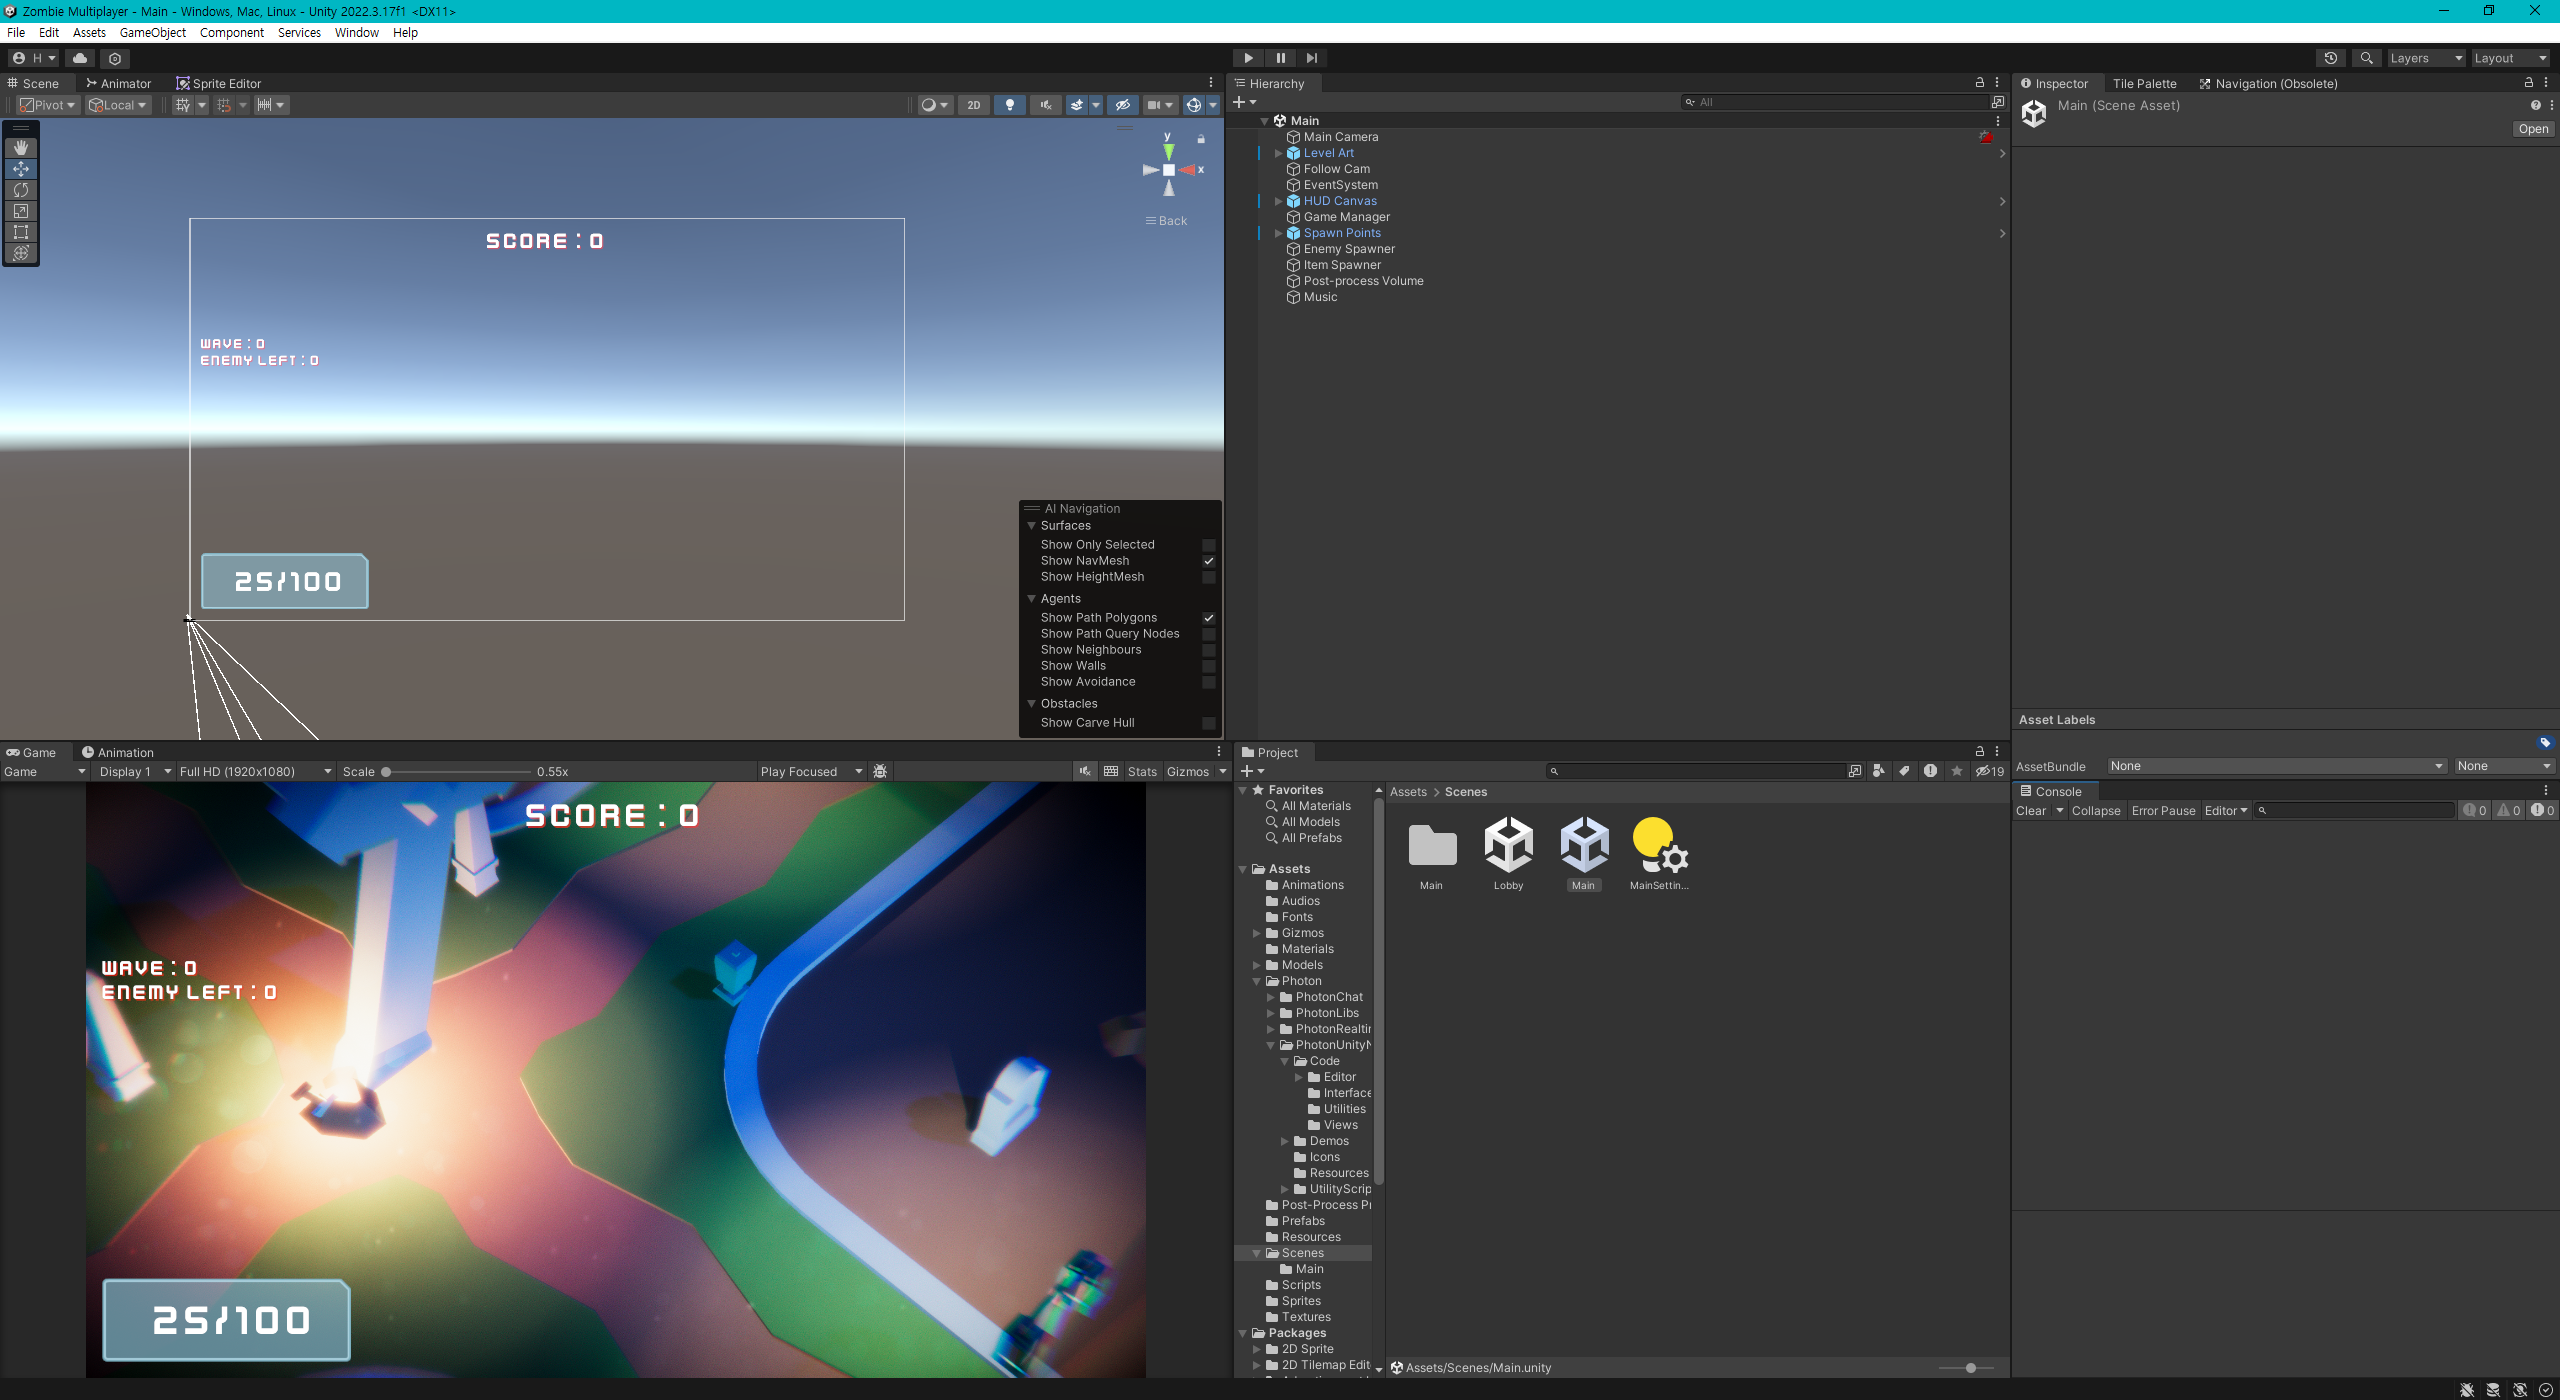 Zombie Multiplayer - Main - Windows, Mac, Linux - Unity 2022.3.17f1 <DX11>
File Edit Assets GameObject Component Services Window Help
H
Layers Layout
Scene Animator Sprite Editor
Pivot Local 2D
y
x
Back
SCORE : 0
WAVE : 0
ENEMY LEFT : 0
25/100
AI Navigation
Surfaces
Show Only Selected
Show NavMesh
Show HeightMesh
Agents
Show Path Polygons
Show Path Query Nodes
Show Neighbours
Show Walls
Show Avoidance
Obstacles
Show Carve Hull
Hierarchy
All
Main
Main Camera
Level Art
Follow Cam
EventSystem
HUD Canvas
Game Manager
Spawn Points
Enemy Spawner
Item Spawner
Post-process Volume
Music
Inspector Tile Palette Navigation (Obsolete)
Main (Scene Asset)
Open
Asset Labels
AssetBundle None None
Game Animation
Game Display 1 Full HD (1920x1080) Scale 0.55x Play Focused Stats Gizmos
SCORE : 0
WAVE : 0
ENEMY LEFT : 0
25/100
Project
19
Favorites
All Materials
All Models
All Prefabs
Assets
Animations
Audios
Fonts
Gizmos
Materials
Models
Photon
PhotonChat
PhotonLibs
PhotonRealtin
PhotonUnityN
Code
Editor
Interface
Utilities
Views
Demos
Icons
Resources
UtilityScrip
Post-Process Pr
Prefabs
Resources
Scenes
Main
Scripts
Sprites
Textures
Packages
2D Sprite
2D Tilemap Edit
Assets > Scenes
Main Lobby Main MainSettin...
Assets/Scenes/Main.unity
Console
Clear Collapse Error Pause Editor 0 0 0